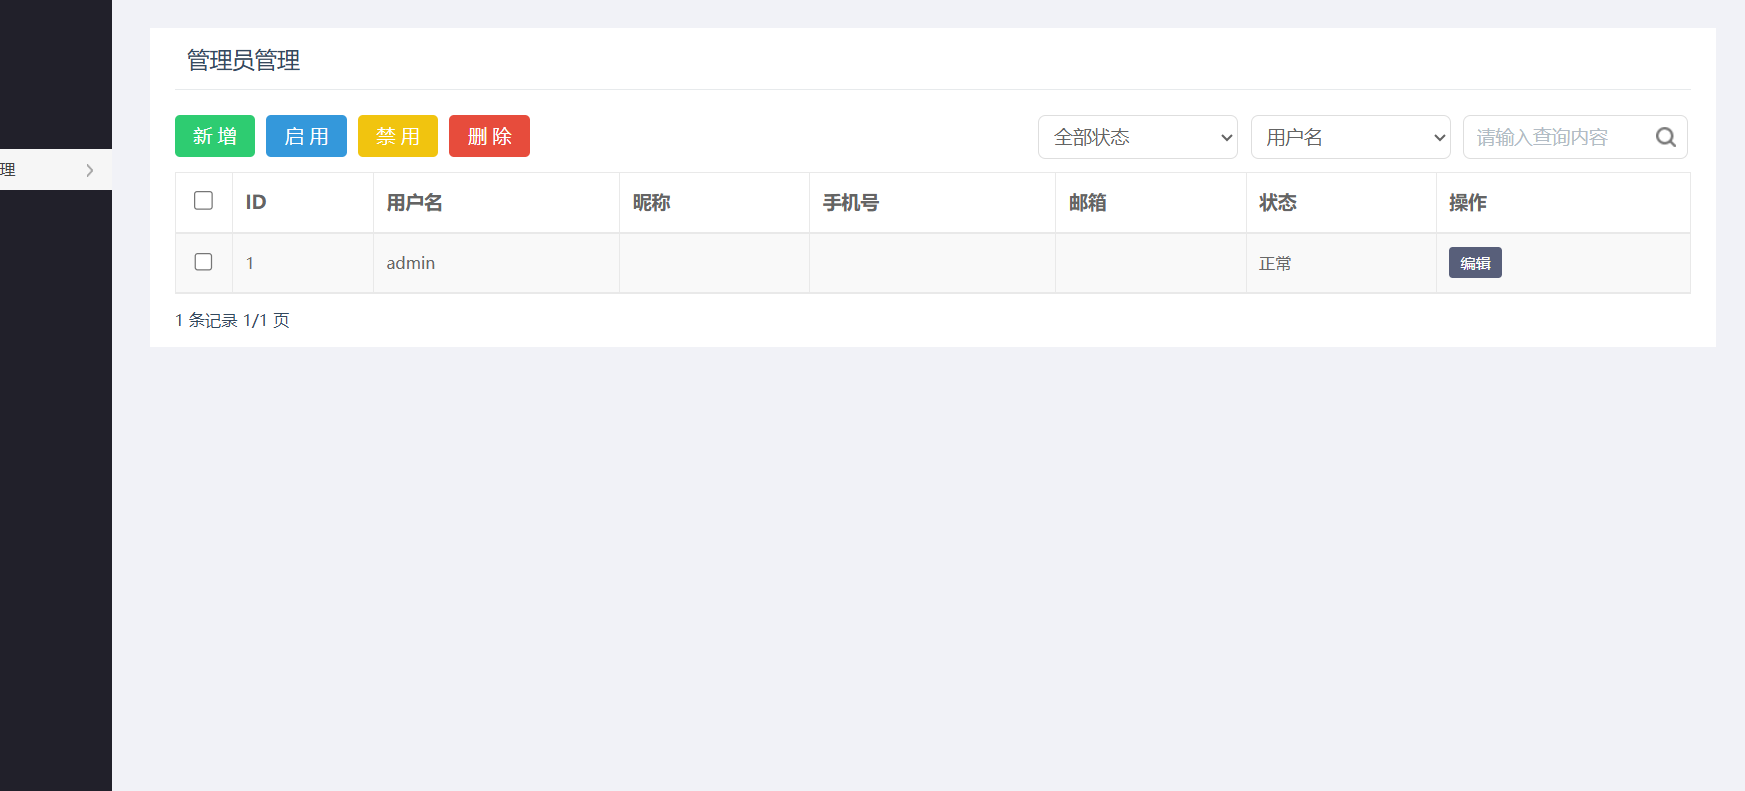 管理员管理
新 增 启 用 禁 用 删 除 全部状态 用户名 请输入查询内容
理
ID 用户名 昵称 手机号 邮箱 状态 操作
1 admin 正常 编辑
1 条记录 1/1 页